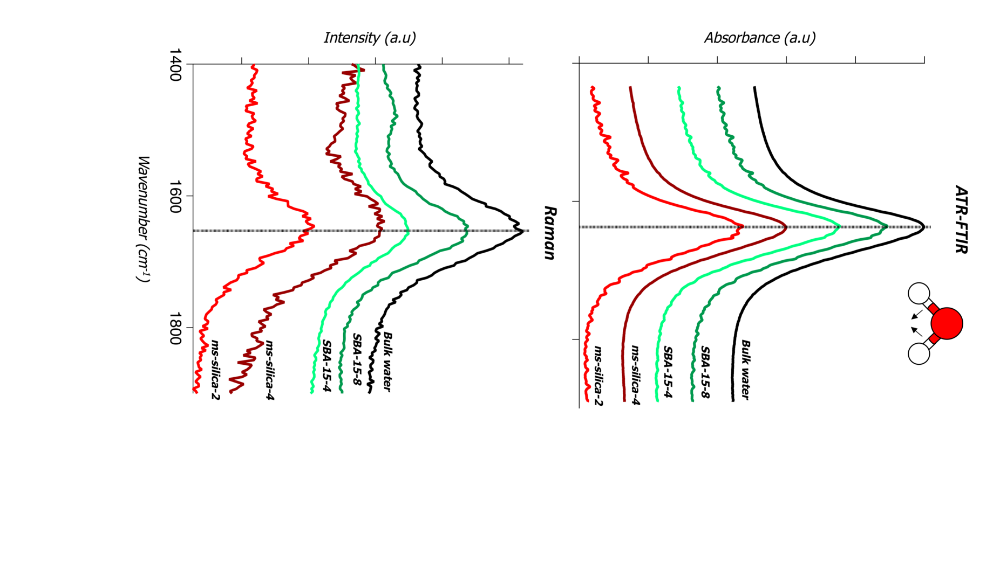 ATR-FTIR
Absorbance (a.u)
Bulk water
SBA-15-8
SBA-15-4
ms-silica-4
ms-silica-2
Raman
Intensity (a.u)
Bulk water
SBA-15-8
SBA-15-4
ms-silica-4
ms-silica-2
1400
1600
1800
Wavenumber (cm⁻¹)